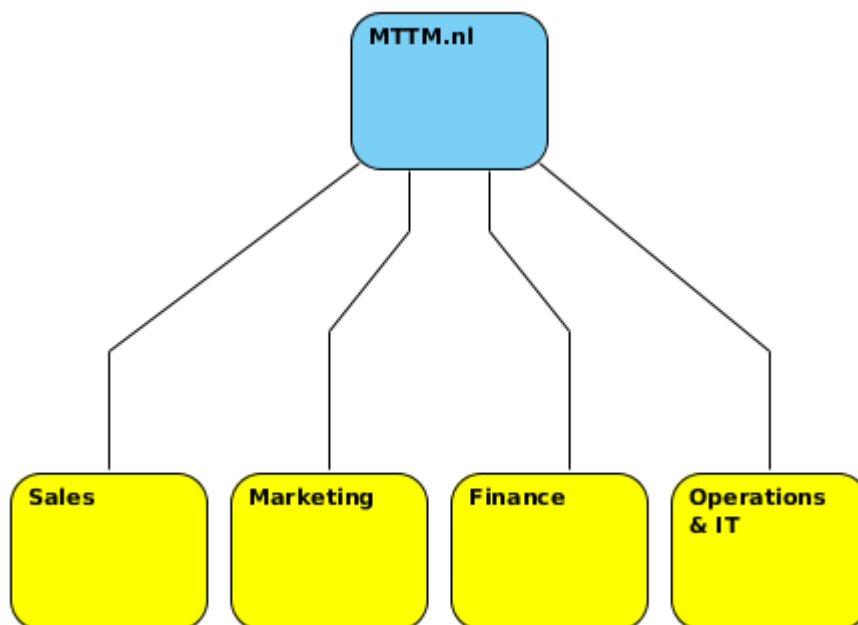 MTTM.nl
Sales
Marketing
Finance
Operations
& IT